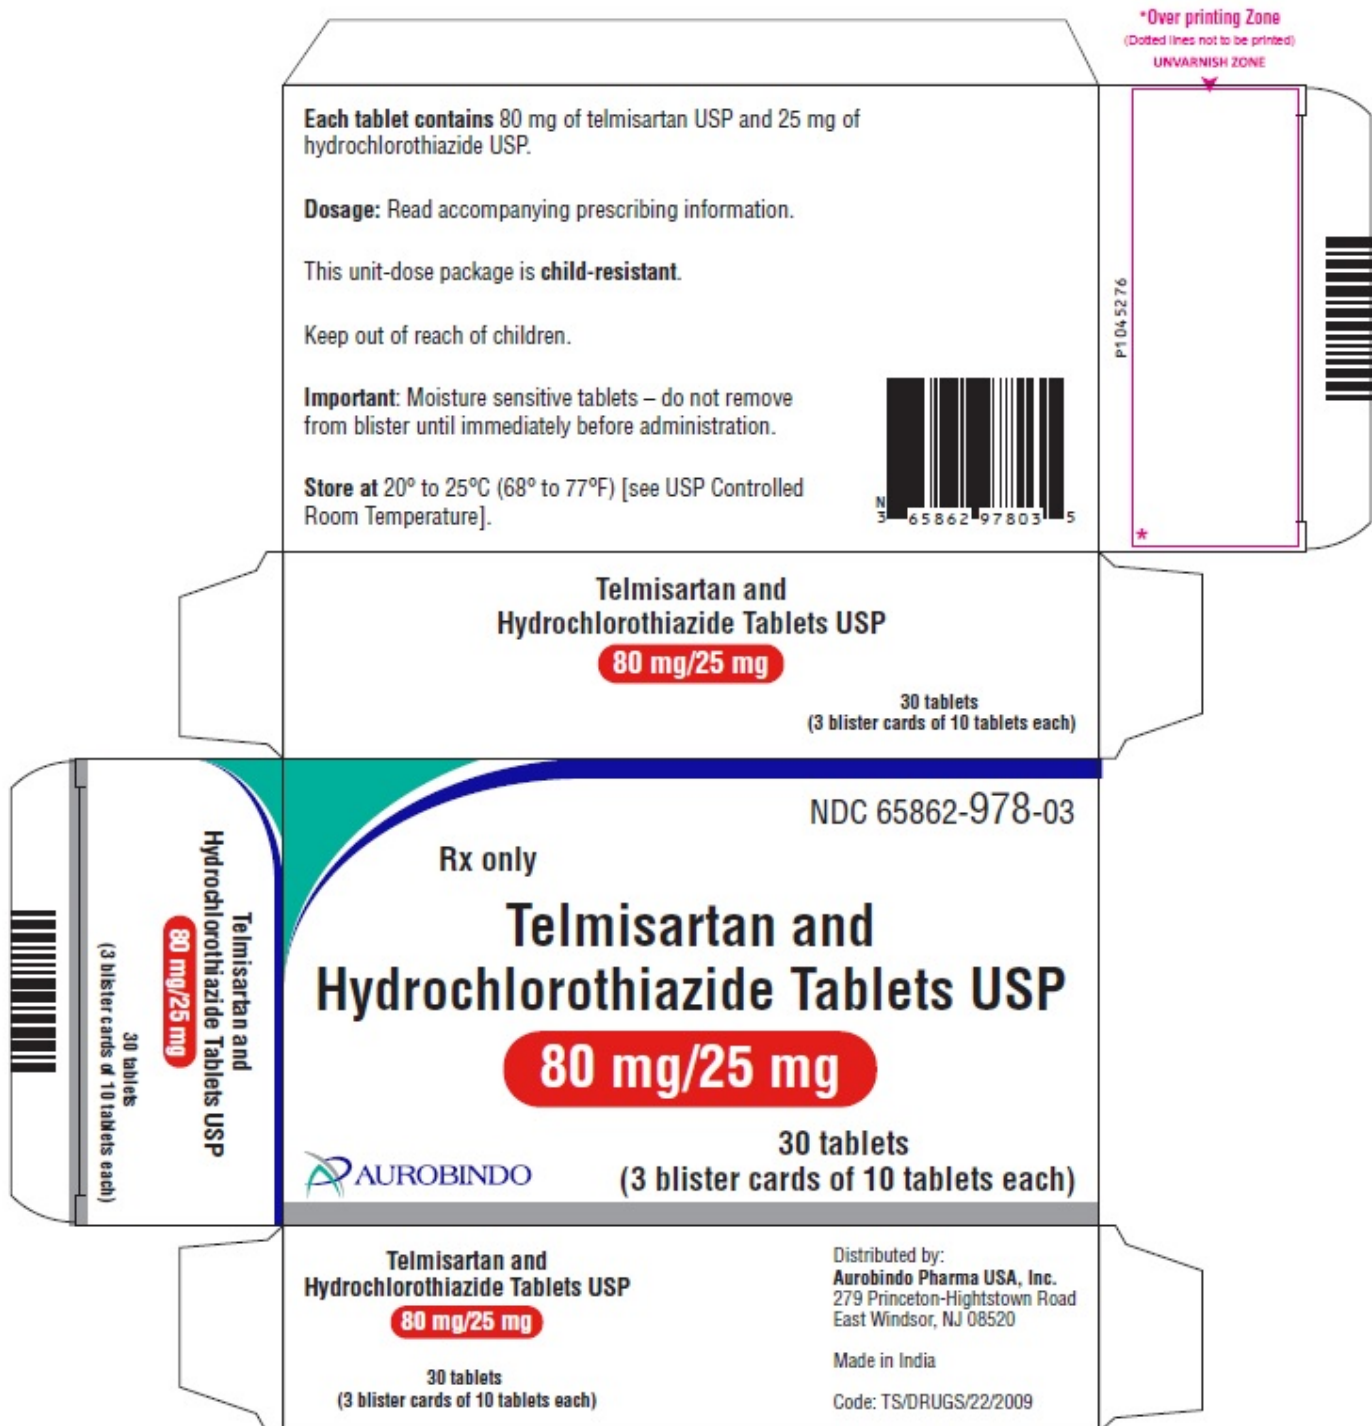 *Over printing Zone
(Dotted lines not to be printed)
UNVARNISH ZONE
Each tablet contains 80 mg of telmisartan USP and 25 mg of
hydrochlorothiazide USP.
Dosage: Read accompanying prescribing information.
This unit-dose package is child-resistant.
Keep out of reach of children.
Important: Moisture sensitive tablets – do not remove
from blister until immediately before administration.
Store at 20º to 25ºC (68º to 77ºF) [see USP Controlled
Room Temperature].
N
3 65862 97803 5
P1045276
*
Telmisartan and
Hydrochlorothiazide Tablets USP
80 mg/25 mg
30 tablets
(3 blister cards of 10 tablets each)
Telmisartan and
Hydrochlorothiazide Tablets USP
80 mg/25 mg
30 tablets
(3 blister cards of 10 tablets each)
NDC 65862-978-03
Rx only
Telmisartan and
Hydrochlorothiazide Tablets USP
80 mg/25 mg
30 tablets
(3 blister cards of 10 tablets each)
AUROBINDO
Telmisartan and
Hydrochlorothiazide Tablets USP
80 mg/25 mg
30 tablets
(3 blister cards of 10 tablets each)
Distributed by:
Aurobindo Pharma USA, Inc.
279 Princeton-Hightstown Road
East Windsor, NJ 08520
Made in India
Code: TS/DRUGS/22/2009